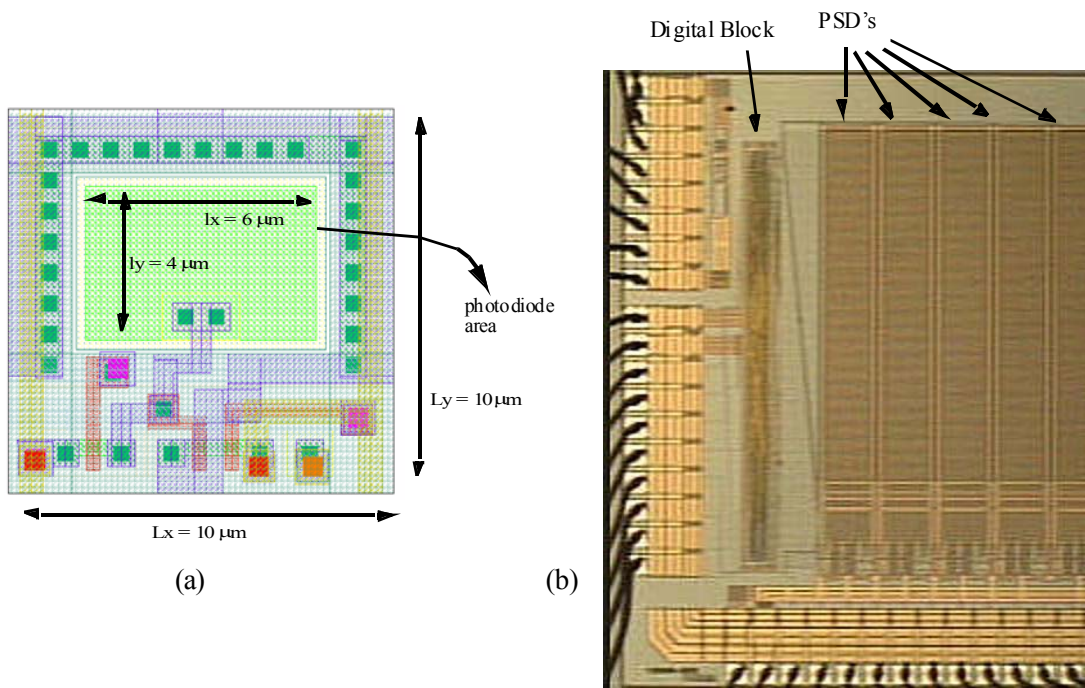 PSD's
Digital Block
lx = 6 µm
ly = 4 µm
photodiode
area
Ly = 10µm
Lx = 10 µm
(a)
(b)